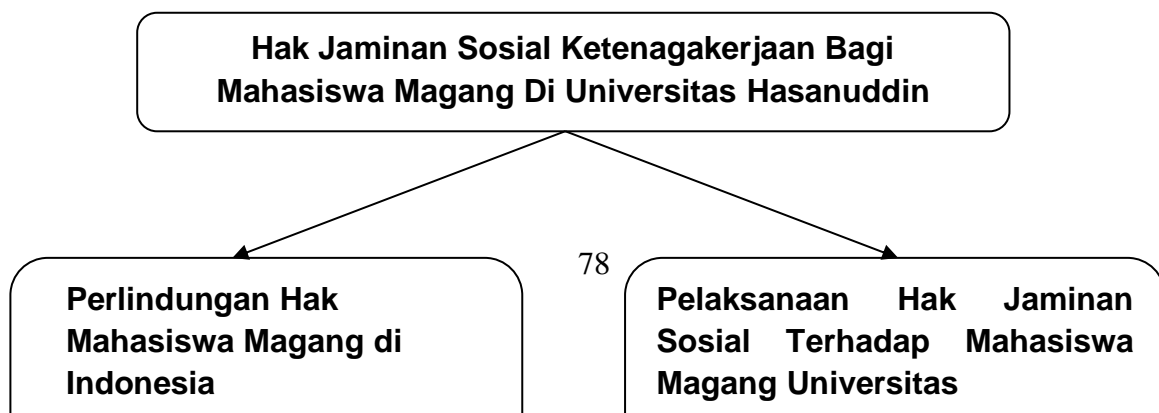 Hak Jaminan Sosial Ketenagakerjaan Bagi
Mahasiswa Magang Di Universitas Hasanuddin
78
Perlindungan Hak
Mahasiswa Magang di
Indonesia
Pelaksanaan Hak Jaminan
Sosial Terhadap Mahasiswa
Magang Universitas